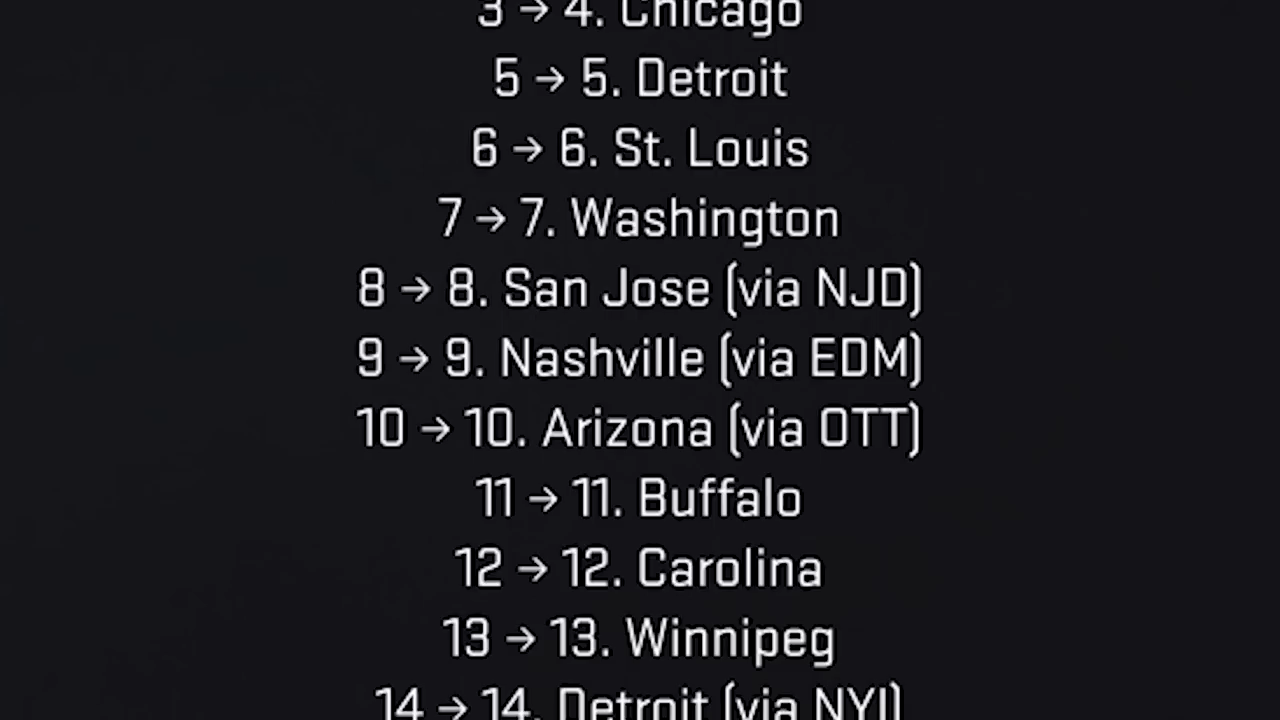 3 → 4. Chicago
5 → 5. Detroit
6 → 6. St. Louis
7 → 7. Washington
8 → 8. San Jose (via NJD)
9 → 9. Nashville (via EDM)
10 → 10. Arizona (via OTT)
11 → 11. Buffalo
12 → 12. Carolina
13 → 13. Winnipeg
14 → 14. Detroit (via NYI)